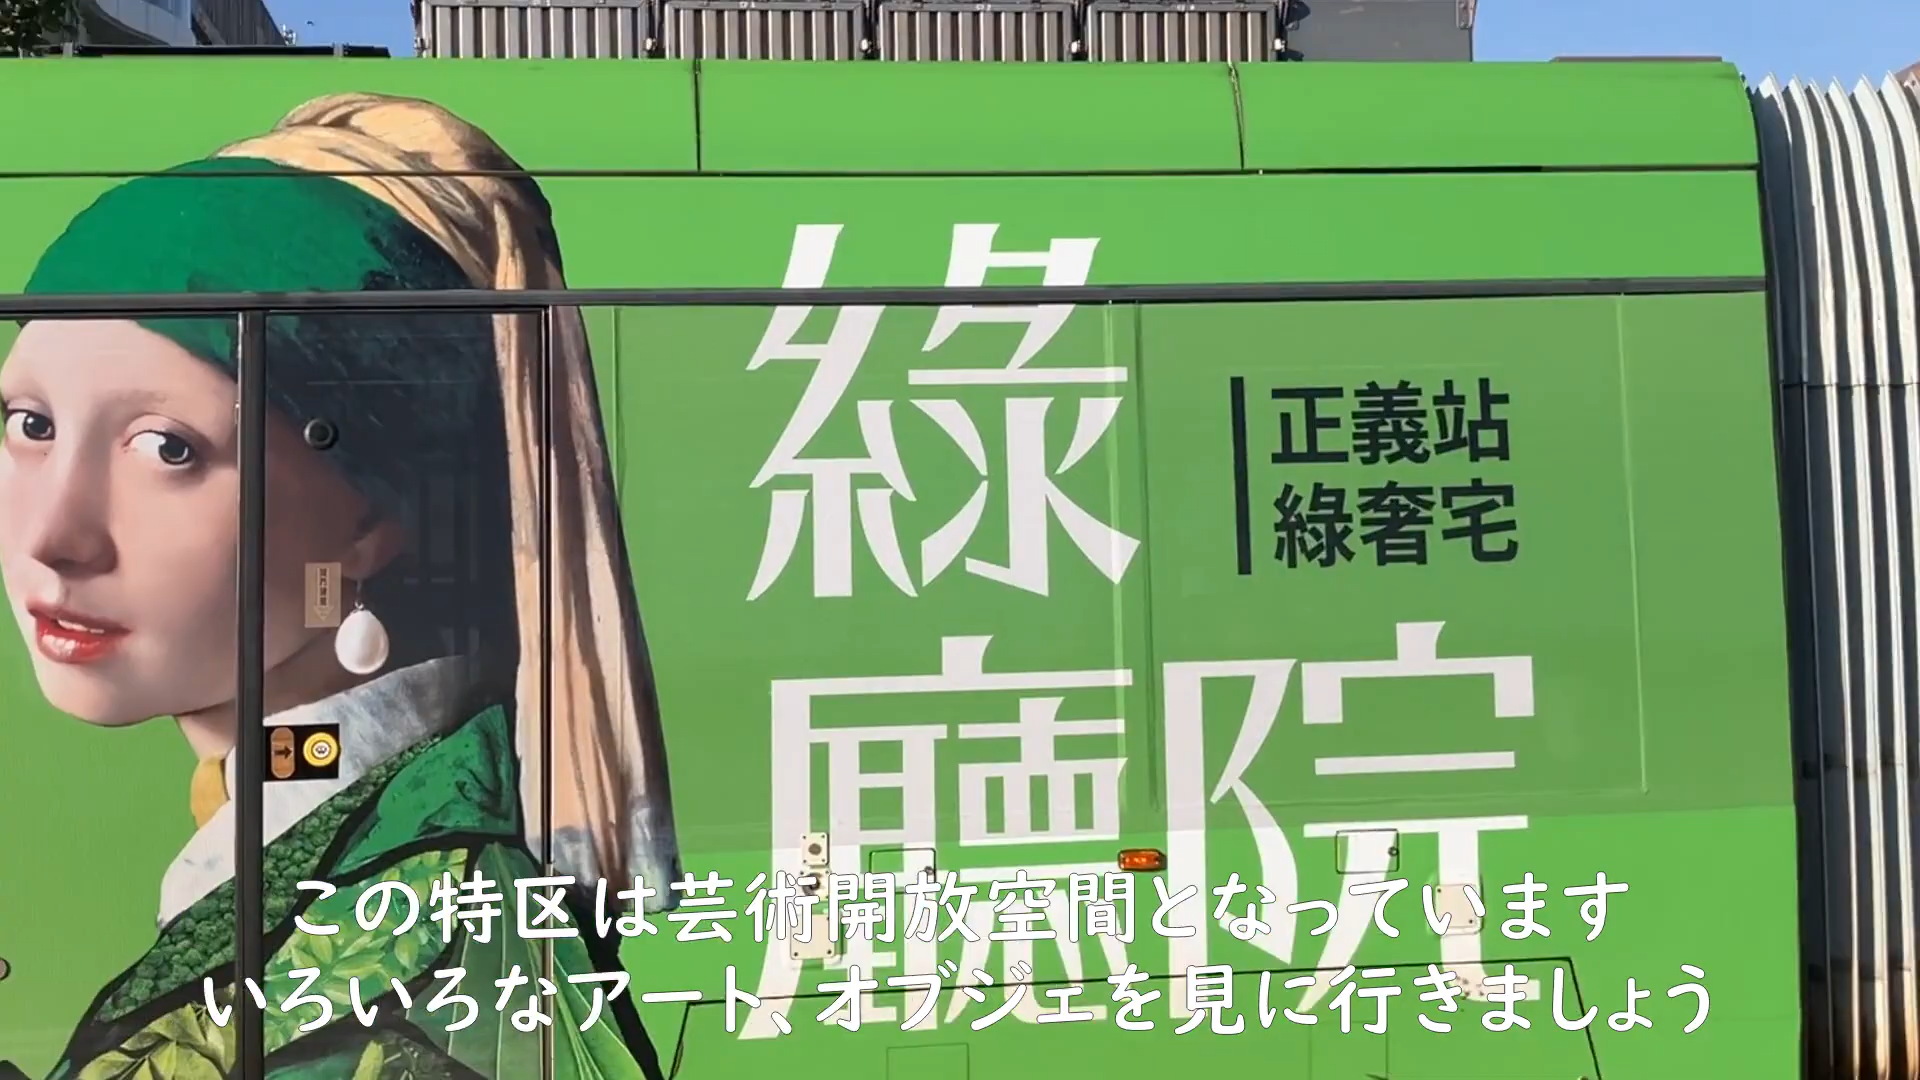 綠
廳院
正義站
綠奢宅
この特区は芸術開放空間となっています
いろいろなアート、オブジェを見に行きましょう